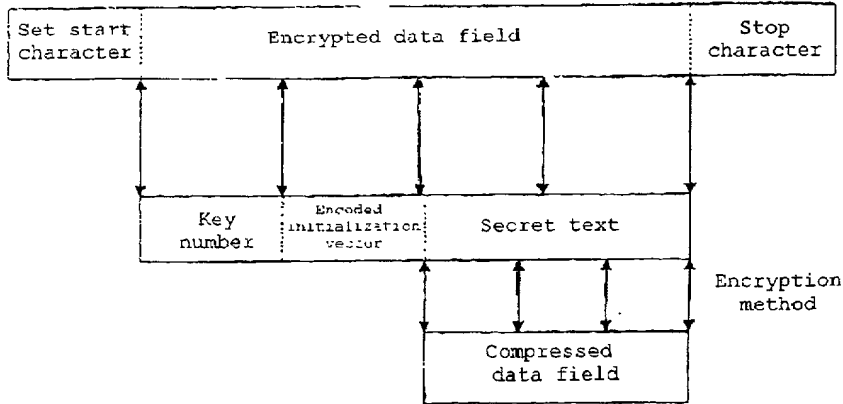 Set start
character
Encrypted data field
Stop
character
Key
number
Encoded
initialization
vector
Secret text
Encryption
method
Compressed
data field